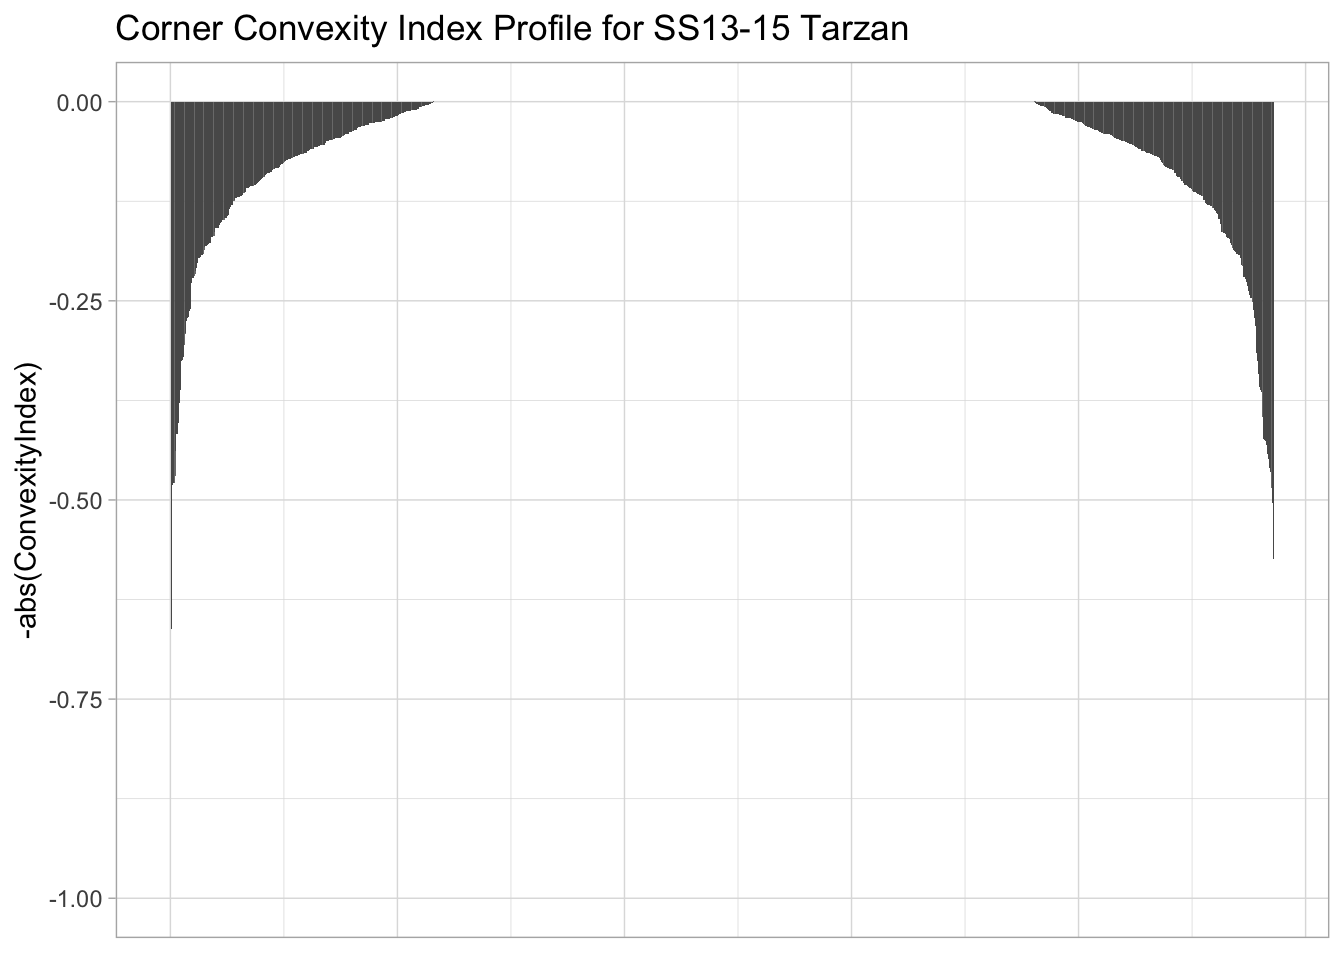 Corner Convexity Index Profile for SS13-15 Tarzan
0.00
-0.25
-0.50
-0.75
-1.00
-abs(ConvexityIndex)